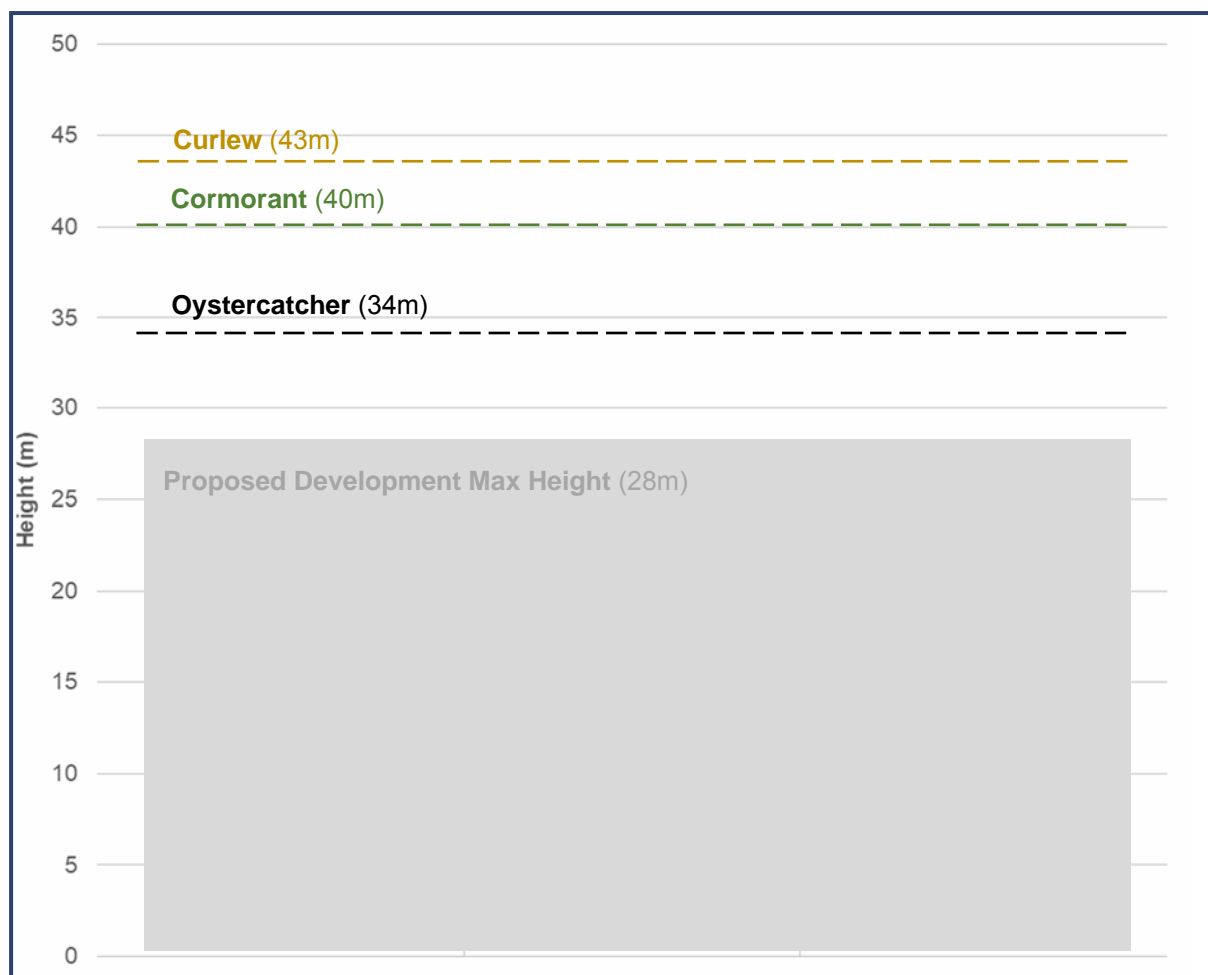 50
45
Curlew (43m)
Cormorant (40m)
40
Oystercatcher (34m)
35
30
Height (m)
Proposed Development Max Height (28m)
25
20
15
10
5
0